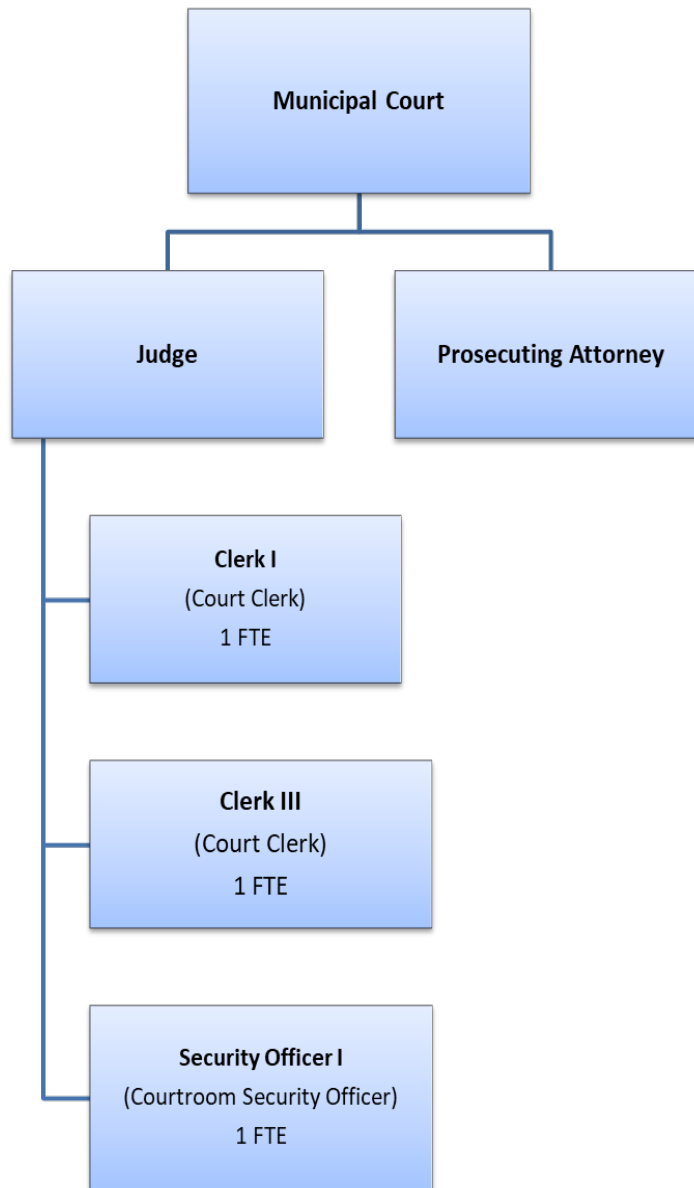 Municipal Court
Judge
Prosecuting Attorney
Clerk I
(Court Clerk)
1 FTE
Clerk III
(Court Clerk)
1 FTE
Security Officer I
(Courtroom Security Officer)
1 FTE